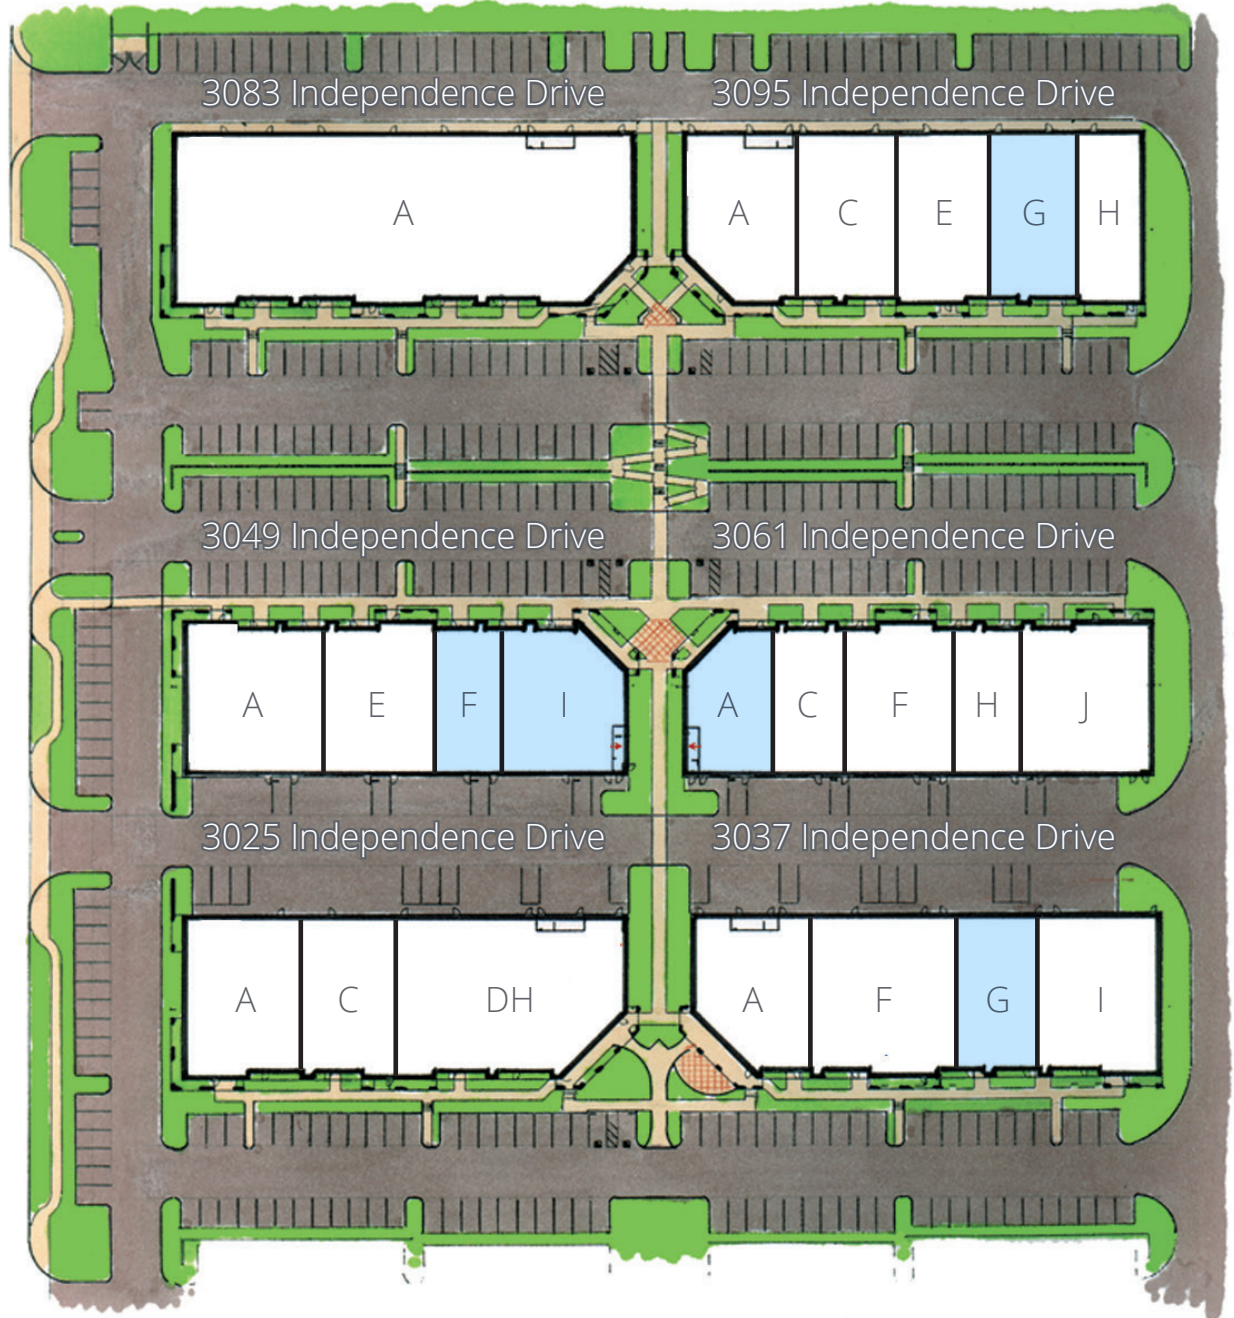 3083 Independence Drive 3095 Independence Drive
A A C E G H
3049 Independence Drive 3061 Independence Drive
A E F I A C F H J
3025 Independence Drive 3037 Independence Drive
A C DH A F G I